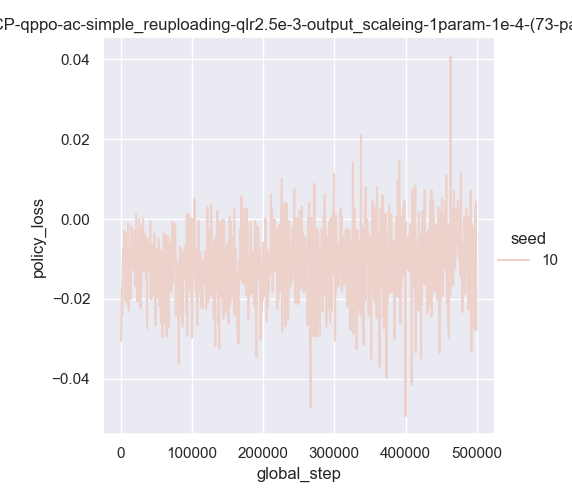 CP-qppo-ac-simple_reuploading-qlr2.5e-3-output_scaleing-1param-1e-4-(73-pa
0.04
0.02
0.00
−0.02
−0.04
policy_loss
seed
10
0 100000 200000 300000 400000 500000
global_step